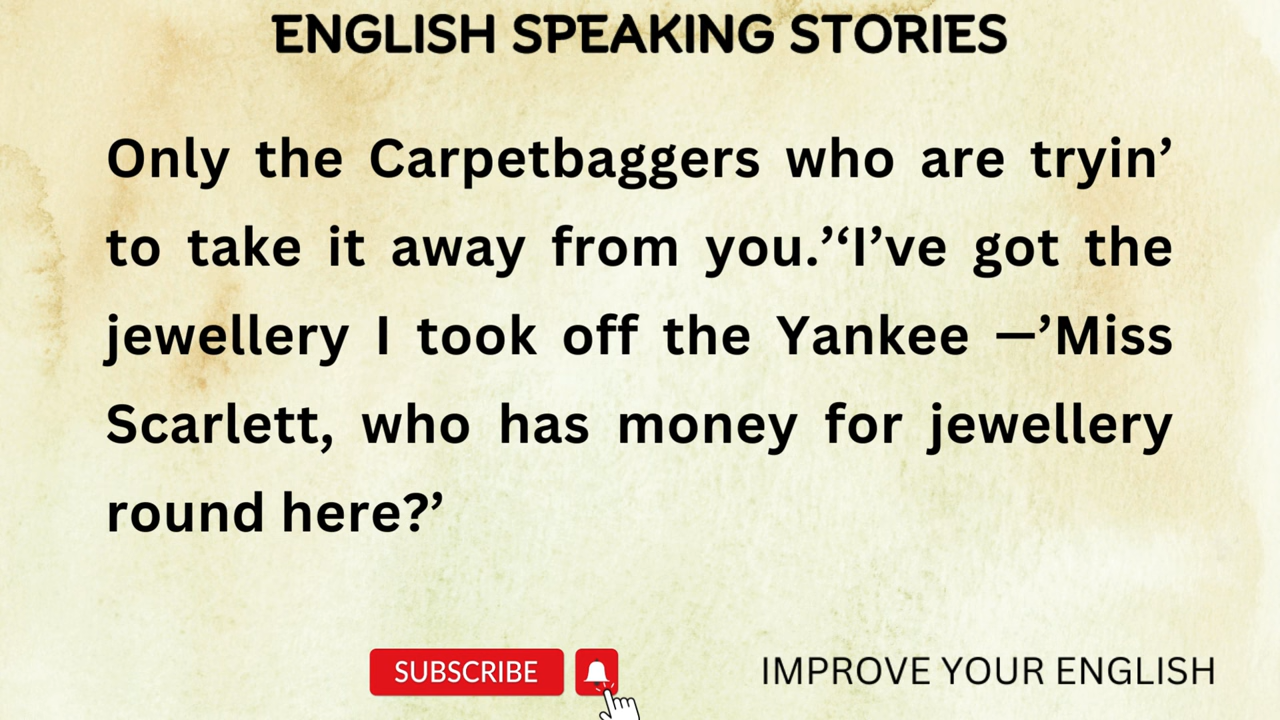 ENGLISH SPEAKING STORIES
Only the Carpetbaggers who are tryin’
to take it away from you.’‘I’ve got the
jewellery I took off the Yankee —’Miss
Scarlett, who has money for jewellery
round here?’
SUBSCRIBE
IMPROVE YOUR ENGLISH